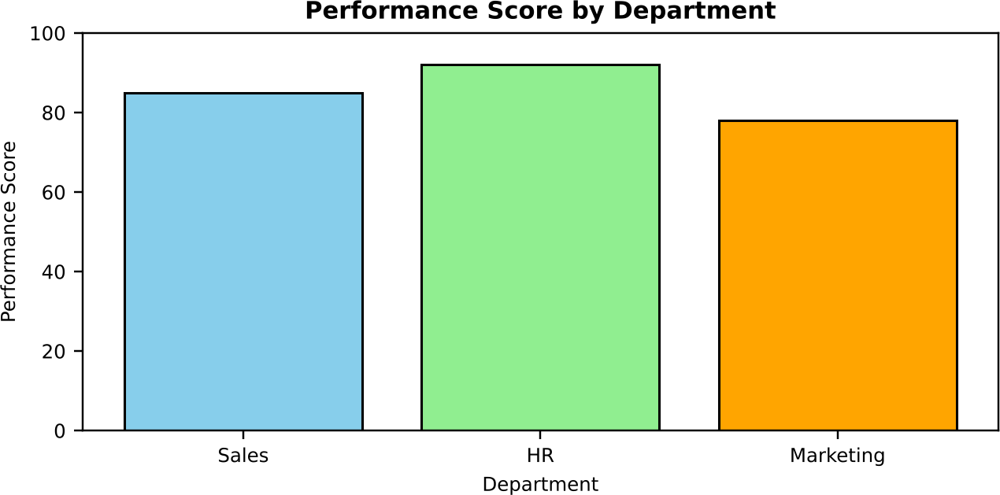 Performance Score by Department
Performance Score
100
80
60
40
20
0
Sales HR Marketing
Department